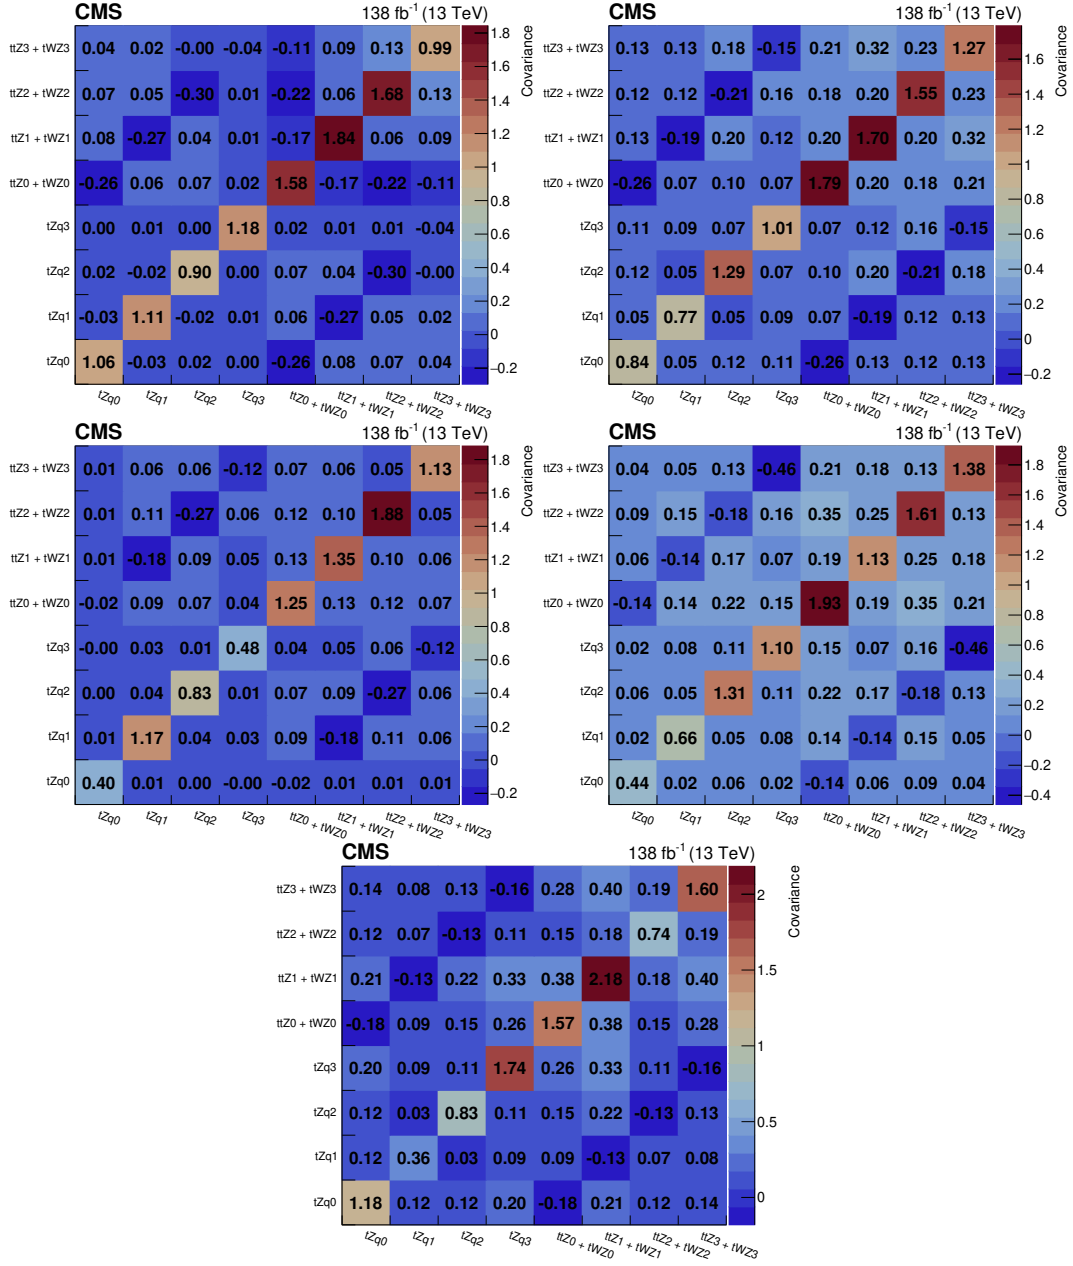 CMS 138 fb⁻¹ (13 TeV) CMS 138 fb⁻¹ (13 TeV)
ttZ3 + tWZ3 0.04 0.02 -0.00 -0.04 -0.11 0.09 0.13 0.99 1.8 Covariance ttZ3 + tWZ3 0.13 0.13 0.18 -0.15 0.21 0.32 0.23 1.27 1.6 Covariance
ttZ2 + tWZ2 0.07 0.05 -0.30 0.01 -0.22 0.06 1.68 0.13 1.6 1.4 ttZ2 + tWZ2 0.12 0.12 -0.21 0.16 0.18 0.20 1.55 0.23 1.4
ttZ1 + tWZ1 0.08 -0.27 0.04 0.01 -0.17 1.84 0.06 0.09 1.2 ttZ1 + tWZ1 0.13 -0.19 0.20 0.12 0.20 1.70 0.20 0.32 1.2
ttZ0 + tWZ0 -0.26 0.06 0.07 0.02 1.58 -0.17 -0.22 -0.11 1 0.8 ttZ0 + tWZ0 -0.26 0.07 0.10 0.07 1.79 0.20 0.18 0.21 1 0.8
tZq3 0.00 0.01 0.00 1.18 0.02 0.01 0.01 -0.04 0.6 tZq3 0.11 0.09 0.07 1.01 0.07 0.12 0.16 -0.15 0.6
tZq2 0.02 -0.02 0.90 0.00 0.07 0.04 -0.30 -0.00 0.4 tZq2 0.12 0.05 1.29 0.07 0.10 0.20 -0.21 0.18 0.4
tZq1 -0.03 1.11 -0.02 0.01 0.06 -0.27 0.05 0.02 0.2 0 tZq1 0.05 0.77 0.05 0.09 0.07 -0.19 0.12 0.13 0.2 0
tZq0 1.06 -0.03 0.02 0.00 -0.26 0.08 0.07 0.04 −0.2 tZq0 0.84 0.05 0.12 0.11 -0.26 0.13 0.12 0.13 −0.2
tZq0 tZq1 tZq2 tZq3 ttZ0 + tWZ0 ttZ1 + tWZ1 ttZ2 + tWZ2 ttZ3 + tWZ3 tZq0 tZq1 tZq2 tZq3 ttZ0 + tWZ0 ttZ1 + tWZ1 ttZ2 + tWZ2 ttZ3 + tWZ3
CMS 138 fb⁻¹ (13 TeV) CMS 138 fb⁻¹ (13 TeV)
ttZ3 + tWZ3 0.01 0.06 0.06 -0.12 0.07 0.06 0.05 1.13 1.8 Covariance ttZ3 + tWZ3 0.04 0.05 0.13 -0.46 0.21 0.18 0.13 1.38 1.8 Covariance
ttZ2 + tWZ2 0.01 0.11 -0.27 0.06 0.12 0.10 1.88 0.05 1.6 1.4 ttZ2 + tWZ2 0.09 0.15 -0.18 0.16 0.35 0.25 1.61 0.13 1.6 1.4
ttZ1 + tWZ1 0.01 -0.18 0.09 0.05 0.13 1.35 0.10 0.06 1.2 ttZ1 + tWZ1 0.06 -0.14 0.17 0.07 0.19 1.13 0.25 0.18 1.2
ttZ0 + tWZ0 -0.02 0.09 0.07 0.04 1.25 0.13 0.12 0.07 1 0.8 ttZ0 + tWZ0 -0.14 0.14 0.22 0.15 1.93 0.19 0.35 0.21 1 0.8
tZq3 -0.00 0.03 0.01 0.48 0.04 0.05 0.06 -0.12 0.6 tZq3 0.02 0.08 0.11 1.10 0.15 0.07 0.16 -0.46 0.6 0.4
tZq2 0.00 0.04 0.83 0.01 0.07 0.09 -0.27 0.06 0.4 0.2 tZq2 0.06 0.05 1.31 0.11 0.22 0.17 -0.18 0.13 0.2
tZq1 0.01 1.17 0.04 0.03 0.09 -0.18 0.11 0.06 0 tZq1 0.02 0.66 0.05 0.08 0.14 -0.14 0.15 0.05 0 −0.2
tZq0 0.40 0.01 0.00 -0.00 -0.02 0.01 0.01 0.01 −0.2 tZq0 0.44 0.02 0.06 0.02 -0.14 0.06 0.09 0.04 −0.4
tZq0 tZq1 tZq2 tZq3 ttZ0 + tWZ0 ttZ1 + tWZ1 ttZ2 + tWZ2 ttZ3 + tWZ3 tZq0 tZq1 tZq2 tZq3 ttZ0 + tWZ0 ttZ1 + tWZ1 ttZ2 + tWZ2 ttZ3 + tWZ3
CMS 138 fb⁻¹ (13 TeV)
ttZ3 + tWZ3 0.14 0.08 0.13 -0.16 0.28 0.40 0.19 1.60 2 Covariance
ttZ2 + tWZ2 0.12 0.07 -0.13 0.11 0.15 0.18 0.74 0.19
ttZ1 + tWZ1 0.21 -0.13 0.22 0.33 0.38 2.18 0.18 0.40 1.5
ttZ0 + tWZ0 -0.18 0.09 0.15 0.26 1.57 0.38 0.15 0.28 1
tZq3 0.20 0.09 0.11 1.74 0.26 0.33 0.11 -0.16
tZq2 0.12 0.03 0.83 0.11 0.15 0.22 -0.13 0.13 0.5
tZq1 0.12 0.36 0.03 0.09 0.09 -0.13 0.07 0.08
tZq0 1.18 0.12 0.12 0.20 -0.18 0.21 0.12 0.14 0
tZq0 tZq1 tZq2 tZq3 ttZ0 + tWZ0 ttZ1 + tWZ1 ttZ2 + tWZ2 ttZ3 + tWZ3